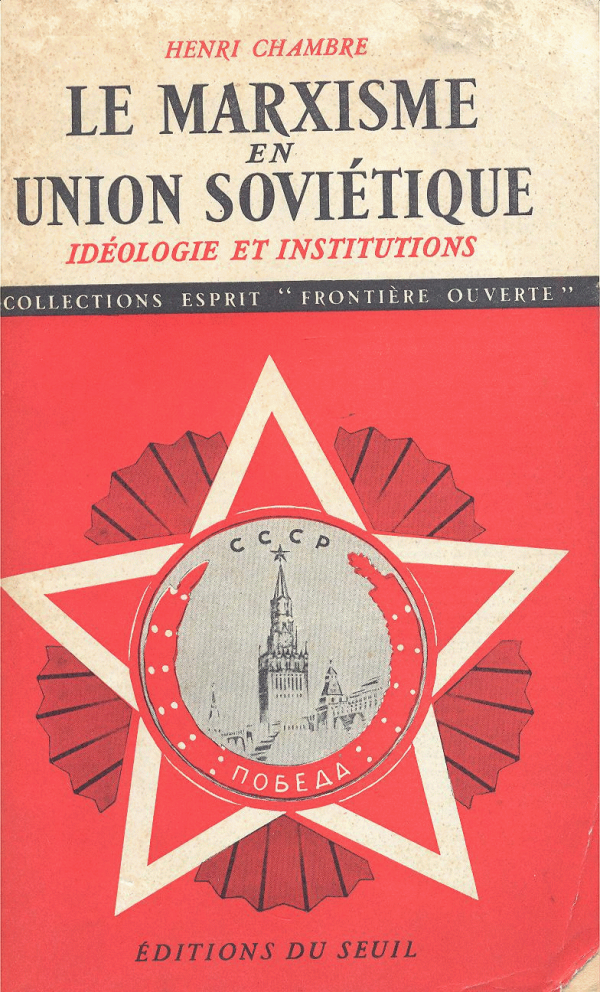 HENRI CHAMBRE
LE MARXISME
EN
UNION SOVIÉTIQUE
IDÉOLOGIE ET INSTITUTIONS
COLLECTIONS ESPRIT "FRONTIÈRE OUVERTE"
СССР
ПОБЕДА
ÉDITIONS DU SEUIL